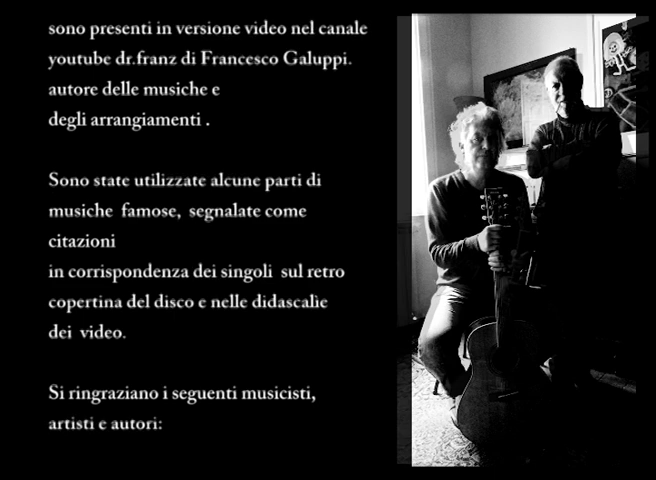 sono presenti in versione video nel canale
youtube dr.franz di Francesco Galuppi.
autore delle musiche e
degli arrangiamenti .
Sono state utilizzate alcune parti di
musiche famose, segnalate come
citazioni
in corrispondenza dei singoli sul retro
copertina del disco e nelle didascalie
dei video.
Si ringraziano i seguenti musicisti,
artisti e autori: